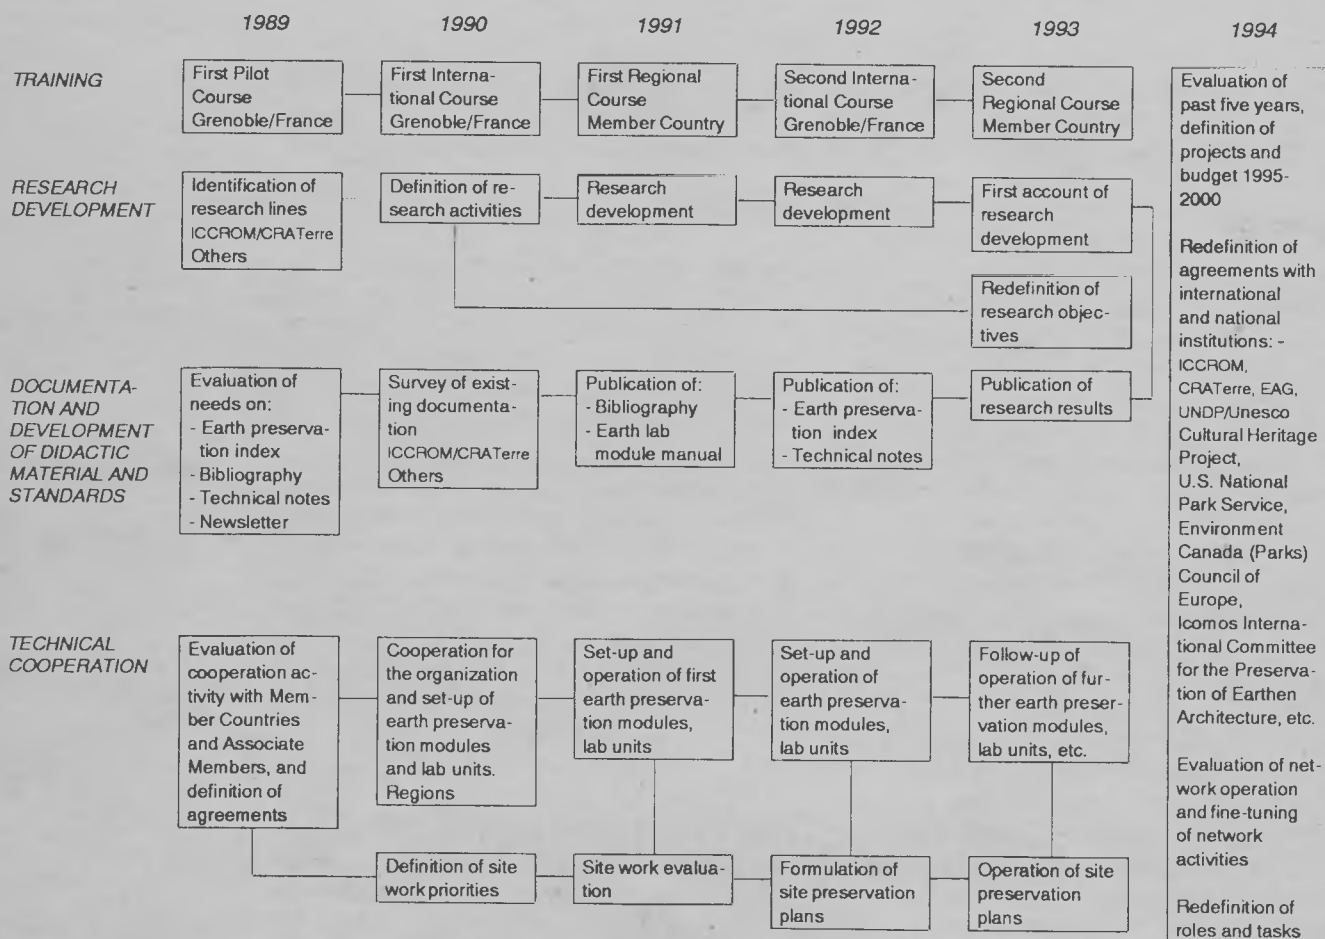 1989
1990
1991
1992
1993
1994
TRAINING
First Pilot
Course
Grenoble/France
First Interna-
tional Course
Grenoble/France
First Regional
Course
Member Country
Second Interna-
tional Course
Grenoble/France
Second
Regional Course
Member Country
RESEARCH
DEVELOPMENT
Identification of
research lines
ICCROM/CRATerre
Others
Definition of re-
search activities
Research
development
Research
development
First account of
research
development
Redefinition of
research objec-
tives
DOCUMENTA-
TION AND
DEVELOPMENT
OF DIDACTIC
MATERIAL AND
STANDARDS
Evaluation of
needs on:
- Earth preserva-
tion index
- Bibliography
- Technical notes
- Newsletter
Survey of exist-
ing documenta-
tion
ICCROM/CRATerre
Others
Publication of:
- Bibliography
- Earth lab
module manual
Publication of:
- Earth preserva-
tion index
- Technical notes
Publication of
research results
TECHNICAL
COOPERATION
Evaluation of
cooperation ac-
tivity with Mem-
ber Countries
and Associate
Members, and
definition of
agreements
Cooperation for
the organization
and set-up of
earth preserva-
tion modules
and lab units.
Regions
Set-up and
operation of first
earth preserva-
tion modules,
lab units
Set-up and
operation of
earth preserva-
tion modules,
lab units
Follow-up of
operation of fur-
ther earth preser-
vation modules,
lab units, etc.
Definition of site
work priorities
Site work evalua-
tion
Formulation of
site preservation
plans
Operation of site
preservation
plans
Evaluation of
past five years,
definition of
projects and
budget 1995-
2000
Redefinition of
agreements with
international
and national
institutions: -
ICCROM,
CRATerre, EAG,
UNDP/Unesco
Cultural Heritage
Project,
U.S. National
Park Service,
Environment
Canada (Parks)
Council of
Europe,
Icomos Interna-
tional Committee
for the Preserva-
tion of Earthen
Architecture, etc.
Evaluation of net-
work operation
and fine-tuning
of network
activities
Redefinition of
roles and tasks